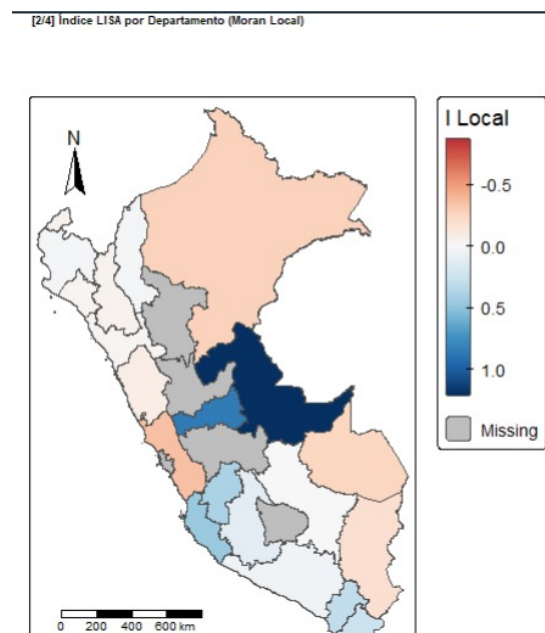 [2/4] Índice LISA por Departamento (Moran Local)
N
I Local
-0.5
0.0
0.5
1.0
Missing
0 200 400 600 km